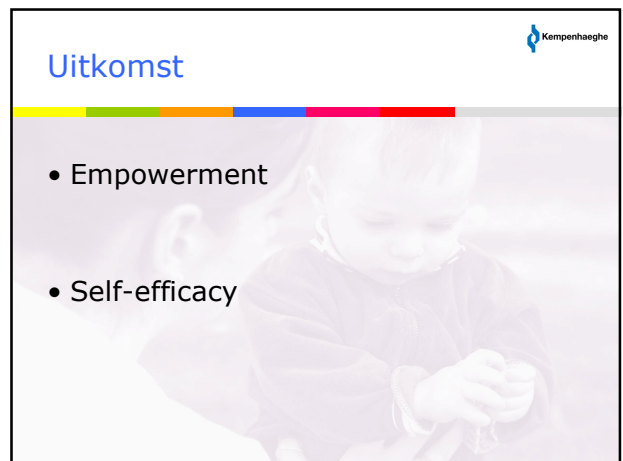 Kempenhaeghe
Uitkomst
• Empowerment
• Self-efficacy